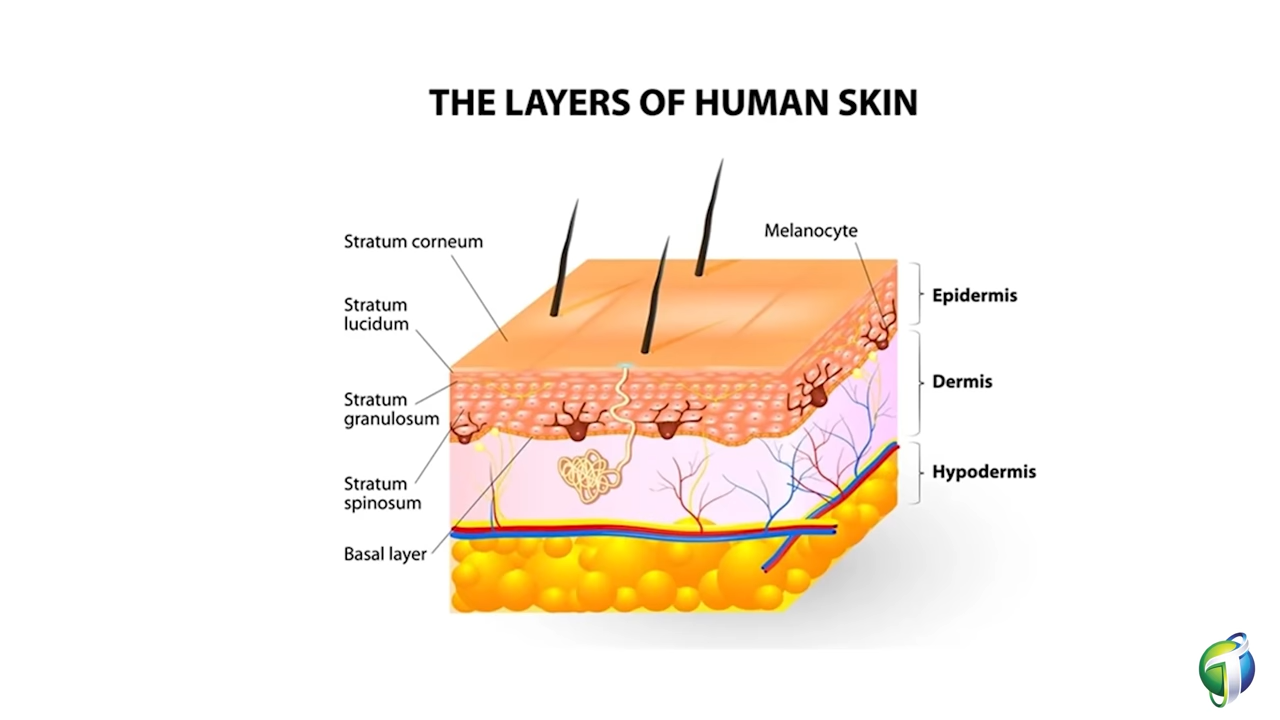 THE LAYERS OF HUMAN SKIN
Stratum corneum
Stratum
lucidum
Stratum
granulosum
Stratum
spinosum
Basal layer
Melanocyte
Epidermis
Dermis
Hypodermis